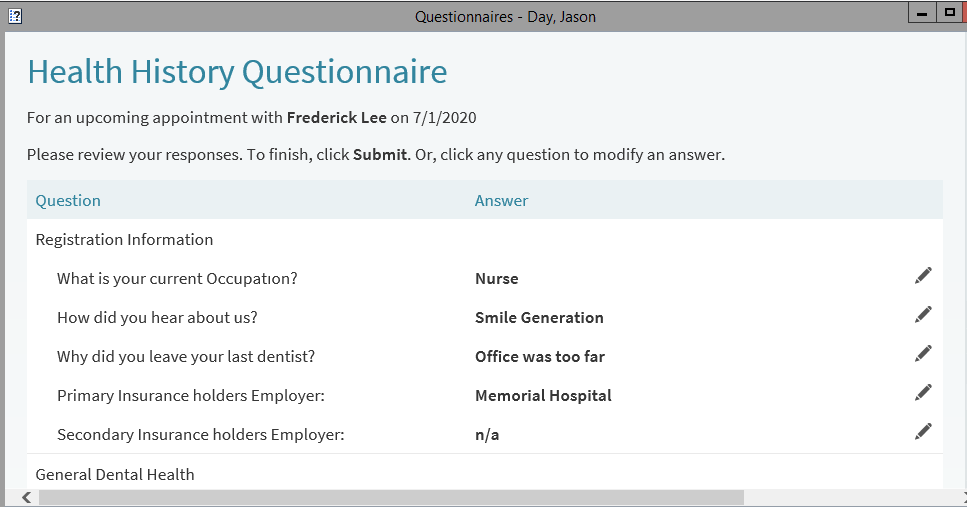 Questionnaires - Day, Jason
Health History Questionnaire
For an upcoming appointment with Frederick Lee on 7/1/2020
Please review your responses. To finish, click Submit. Or, click any question to modify an answer.
Question Answer
Registration Information
What is your current Occupation? Nurse
How did you hear about us? Smile Generation
Why did you leave your last dentist? Office was too far
Primary Insurance holders Employer: Memorial Hospital
Secondary Insurance holders Employer: n/a
General Dental Health